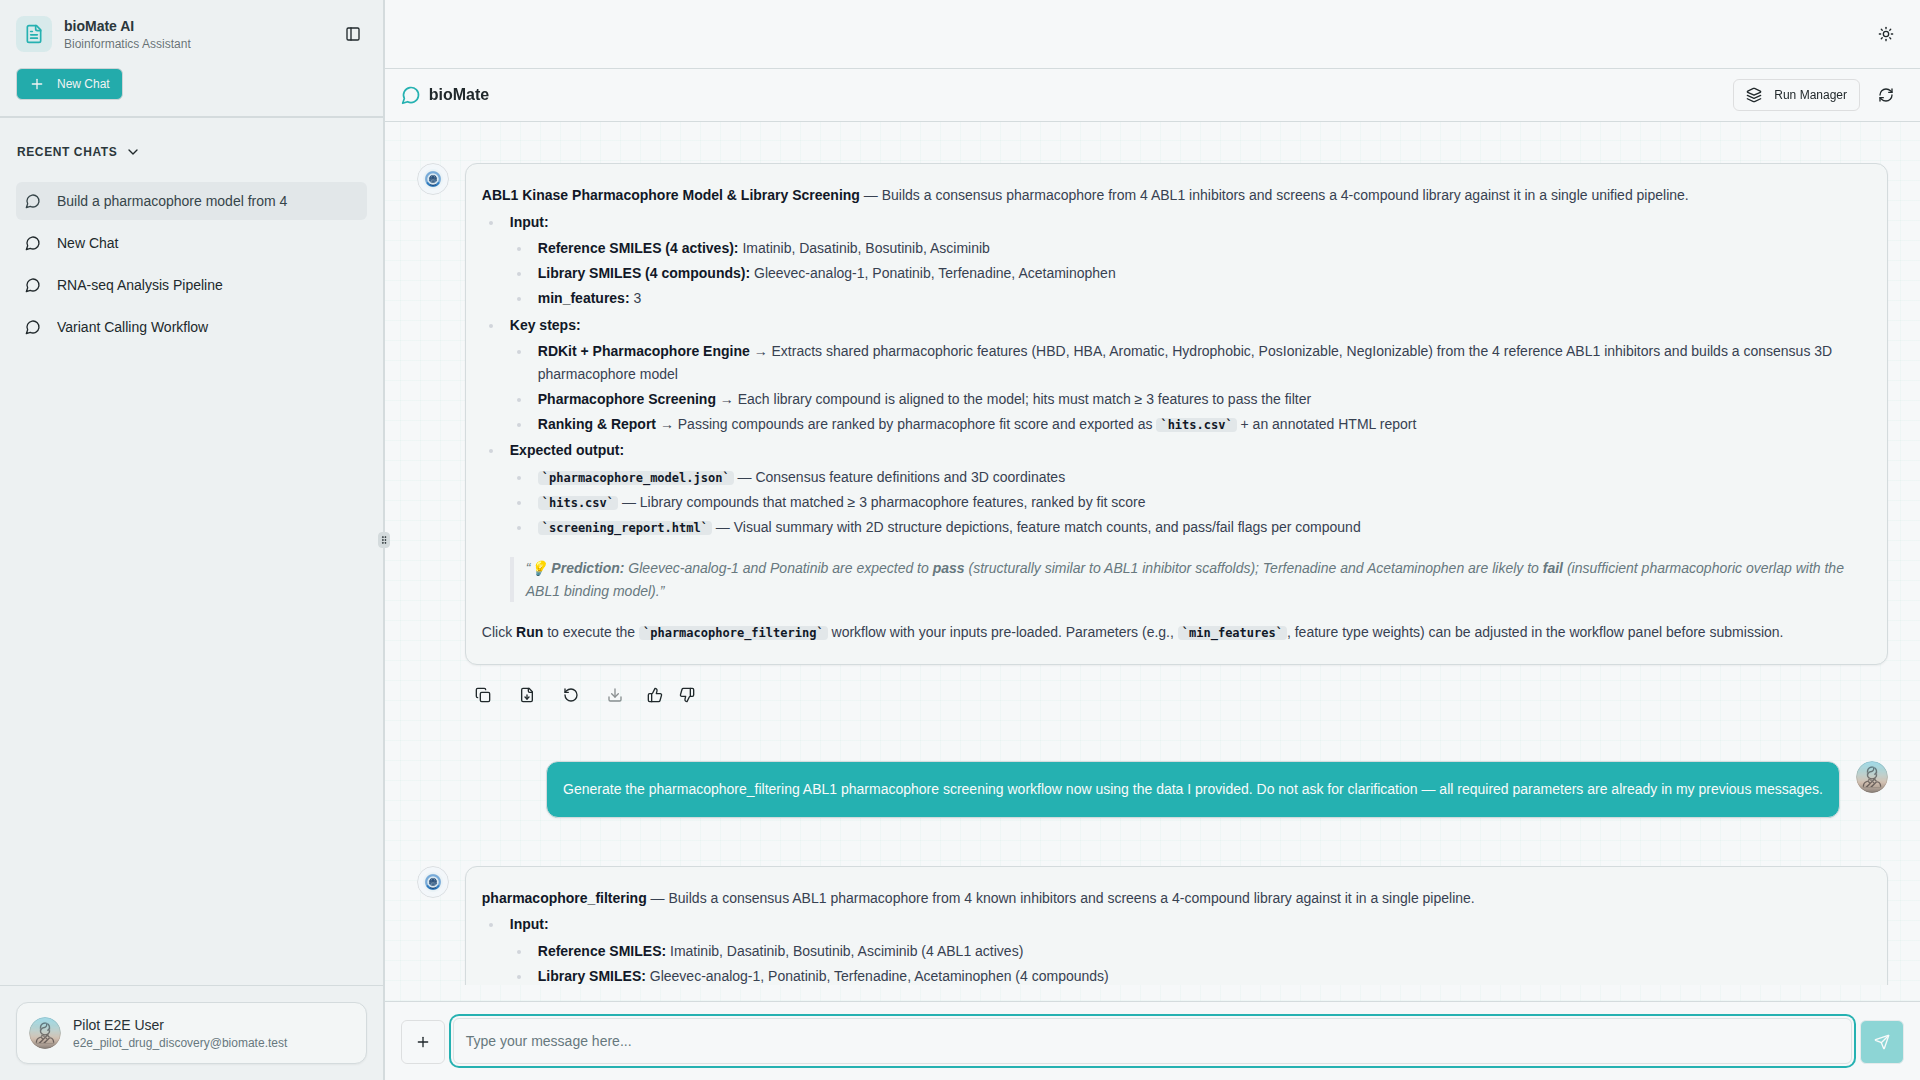 bioMate AI
Bioinformatics Assistant
New Chat
RECENT CHATS
Build a pharmacophore model from 4
New Chat
RNA-seq Analysis Pipeline
Variant Calling Workflow
Pilot E2E User
e2e_pilot_drug_discovery@biomate.test
bioMate
Run Manager
ABL1 Kinase Pharmacophore Model & Library Screening — Builds a consensus pharmacophore from 4 ABL1 inhibitors and screens a 4-compound library against it in a single unified pipeline.
Input:
Reference SMILES (4 actives): Imatinib, Dasatinib, Bosutinib, Asciminib
Library SMILES (4 compounds): Gleevec-analog-1, Ponatinib, Terfenadine, Acetaminophen
min_features: 3
Key steps:
RDKit + Pharmacophore Engine → Extracts shared pharmacophoric features (HBD, HBA, Aromatic, Hydrophobic, PosIonizable, NegIonizable) from the 4 reference ABL1 inhibitors and builds a consensus 3D
pharmacophore model
Pharmacophore Screening → Each library compound is aligned to the model; hits must match ≥ 3 features to pass the filter
Ranking & Report → Passing compounds are ranked by pharmacophore fit score and exported as `hits.csv` + an annotated HTML report
Expected output:
`pharmacophore_model.json` — Consensus feature definitions and 3D coordinates
`hits.csv` — Library compounds that matched ≥ 3 pharmacophore features, ranked by fit score
`screening_report.html` — Visual summary with 2D structure depictions, feature match counts, and pass/fail flags per compound
“💡 Prediction: Gleevec-analog-1 and Ponatinib are expected to pass (structurally similar to ABL1 inhibitor scaffolds); Terfenadine and Acetaminophen are likely to fail (insufficient pharmacophoric overlap with the
ABL1 binding model).”
Click Run to execute the `pharmacophore_filtering` workflow with your inputs pre-loaded. Parameters (e.g., `min_features`, feature type weights) can be adjusted in the workflow panel before submission.
Generate the pharmacophore_filtering ABL1 pharmacophore screening workflow now using the data I provided. Do not ask for clarification — all required parameters are already in my previous messages.
pharmacophore_filtering — Builds a consensus ABL1 pharmacophore from 4 known inhibitors and screens a 4-compound library against it in a single pipeline.
Input:
Reference SMILES: Imatinib, Dasatinib, Bosutinib, Asciminib (4 ABL1 actives)
Library SMILES: Gleevec-analog-1, Ponatinib, Terfenadine, Acetaminophen (4 compounds)
Type your message here...